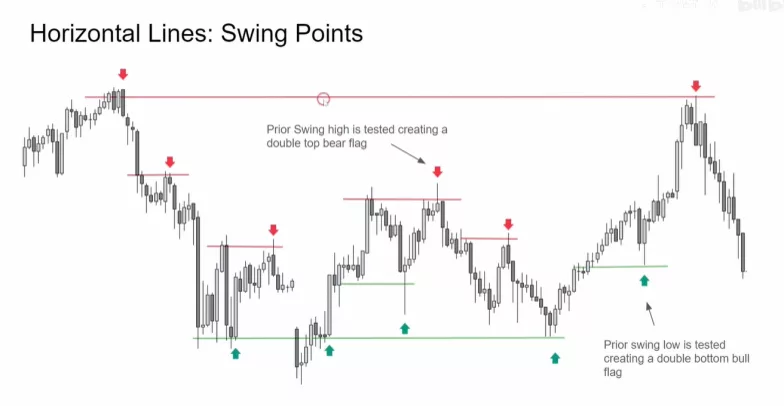 Horizontal Lines: Swing Points
Prior Swing high is tested creating a
double top bear flag
Prior swing low is tested
creating a double bottom bull
flag